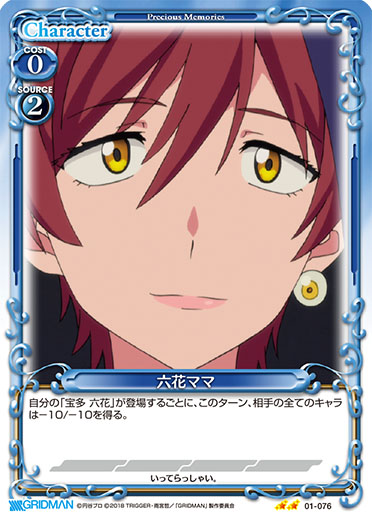 Precious Memories
Character
COST
0
SOURCE
2
六花ママ
自分の「宝多 六花」が登場するごとに、このターン、相手の全てのキャラ
は−10/−10を得る。
いってらっしゃい。
GRIDMAN ©円谷プロ ©2018 TRIGGER・雨宮哲/「GRIDMAN」製作委員会 01-076